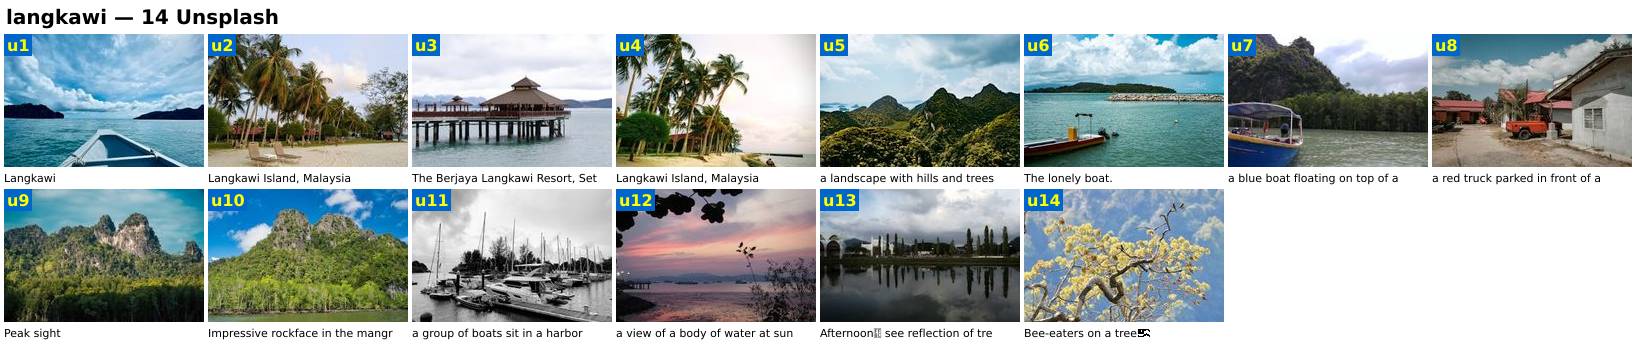 langkawi — 14 Unsplash
u1 u2 u3 u4 u5 u6 u7 u8
Langkawi
Langkawi Island, Malaysia
The Berjaya Langkawi Resort, Set
Langkawi Island, Malaysia
a landscape with hills and trees
The lonely boat.
a blue boat floating on top of a
a red truck parked in front of a
u9 u10 u11 u12 u13 u14
Peak sight
Impressive rockface in the mangr
a group of boats sit in a harbor
a view of a body of water at sun
Afternoon see reflection of tre
Bee-eaters on a tree